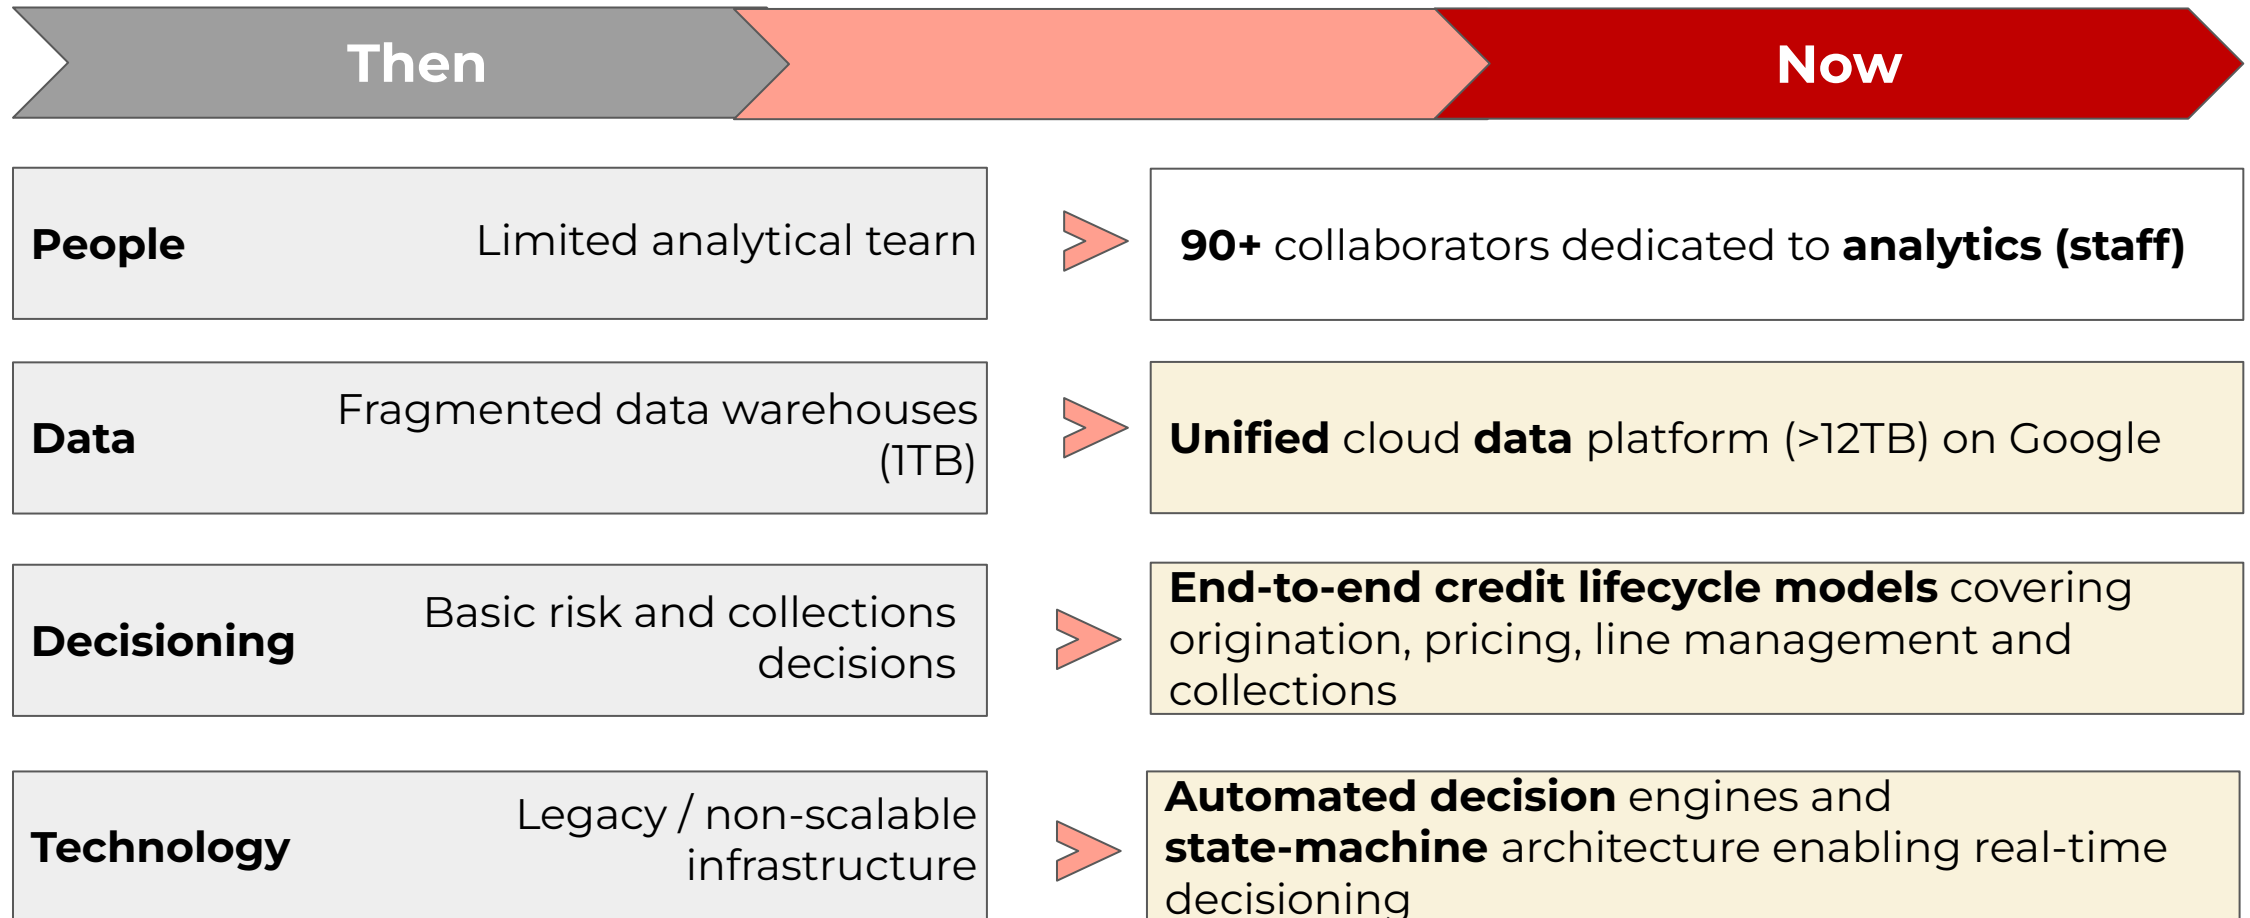 Then
Now
People
Limited analytical tearn
90+ collaborators dedicated to analytics (staff)
Data
Fragmented data warehouses
(1TB)
Unified cloud data platform (>12TB) on Google
Decisioning
Basic risk and collections
decisions
End-to-end credit lifecycle models covering
origination, pricing, line management and
collections
Technology
Legacy / non-scalable
infrastructure
Automated decision engines and
state-machine architecture enabling real-time
decisioning